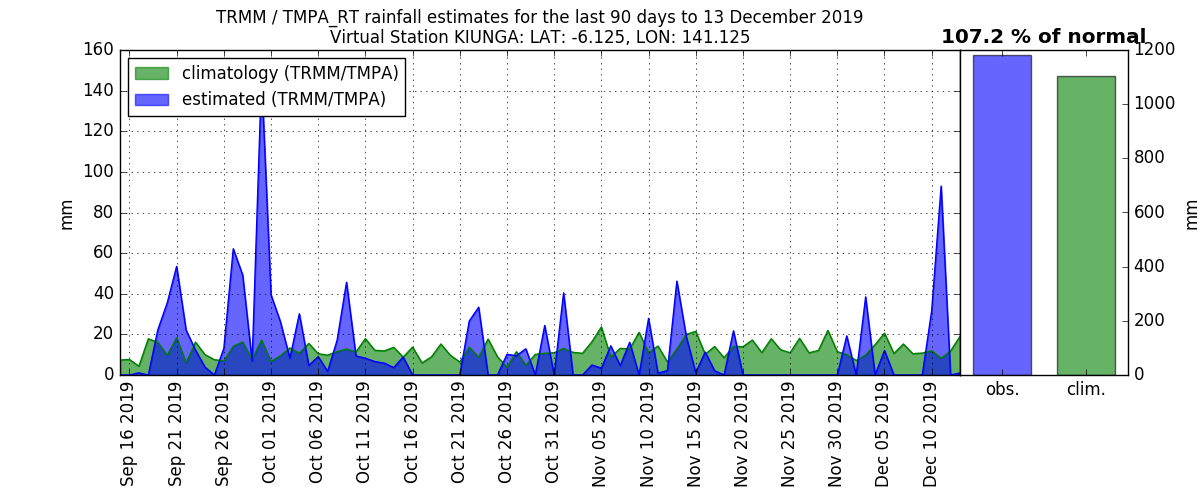 TRMM / TMPA_RT rainfall estimates for the last 90 days to 13 December 2019
Virtual Station KIUNGA: LAT: -6.125, LON: 141.125
107.2 % of normal
climatology (TRMM/TMPA)
estimated (TRMM/TMPA)
mm
160
140
120
100
80
60
40
20
0
Sep 16 2019
Sep 21 2019
Sep 26 2019
Oct 01 2019
Oct 06 2019
Oct 11 2019
Oct 16 2019
Oct 21 2019
Oct 26 2019
Oct 31 2019
Nov 05 2019
Nov 10 2019
Nov 15 2019
Nov 20 2019
Nov 25 2019
Nov 30 2019
Dec 05 2019
Dec 10 2019
1200
1000
800
600
400
200
0
mm
obs.
clim.